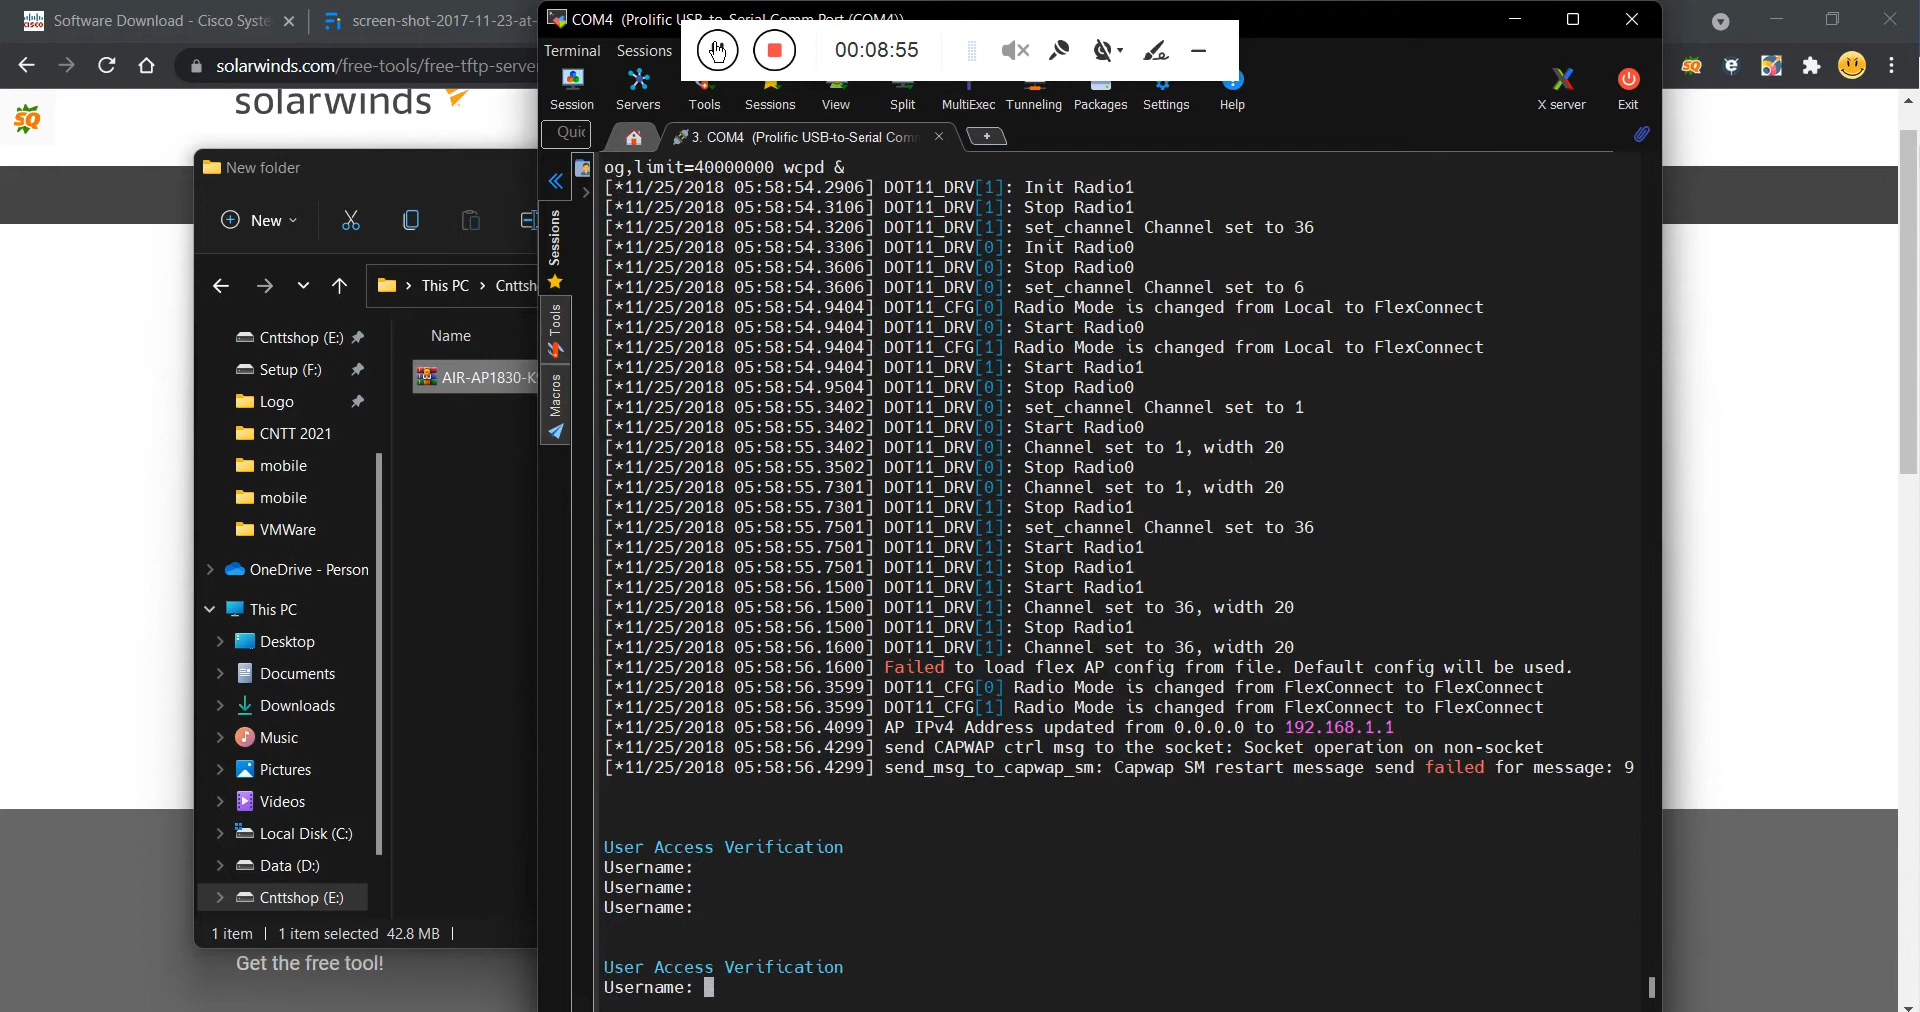 Software Download - Cisco Syste
screen-shot-2017-11-23-at-
solarwinds.com/free-tools/free-tftp-serve
solarwinds
COM4 (Prolific USB-to-Serial Comm Port (COM4))
Terminal Sessions
00:08:55
Session Servers Tools Sessions View Split MultiExec Tunneling Packages Settings Help X server Exit
Quic
3. COM4 (Prolific USB-to-Serial Com
Sessions
Tools
Macros
New folder
New
This PC > Cnttsh
Name
AIR-AP1830-K
Cnttshop (E:)
Setup (F:)
Logo
CNTT 2021
mobile
mobile
VMWare
OneDrive - Person
This PC
Desktop
Documents
Downloads
Music
Pictures
Videos
Local Disk (C:)
Data (D:)
Cnttshop (E:)
1 item | 1 item selected 42.8 MB |
Get the free tool!
og,limit=40000000 wcpd &
[*11/25/2018 05:58:54.2906] DOT11_DRV[1]: Init Radio1
[*11/25/2018 05:58:54.3106] DOT11_DRV[1]: Stop Radio1
[*11/25/2018 05:58:54.3206] DOT11_DRV[1]: set_channel Channel set to 36
[*11/25/2018 05:58:54.3306] DOT11_DRV[0]: Init Radio0
[*11/25/2018 05:58:54.3606] DOT11_DRV[0]: Stop Radio0
[*11/25/2018 05:58:54.3606] DOT11_DRV[0]: set_channel Channel set to 6
[*11/25/2018 05:58:54.9404] DOT11_CFG[0] Radio Mode is changed from Local to FlexConnect
[*11/25/2018 05:58:54.9404] DOT11_DRV[0]: Start Radio0
[*11/25/2018 05:58:54.9404] DOT11_CFG[1] Radio Mode is changed from Local to FlexConnect
[*11/25/2018 05:58:54.9404] DOT11_DRV[1]: Start Radio1
[*11/25/2018 05:58:54.9504] DOT11_DRV[0]: Stop Radio0
[*11/25/2018 05:58:55.3402] DOT11_DRV[0]: set_channel Channel set to 1
[*11/25/2018 05:58:55.3402] DOT11_DRV[0]: Start Radio0
[*11/25/2018 05:58:55.3402] DOT11_DRV[0]: Channel set to 1, width 20
[*11/25/2018 05:58:55.3502] DOT11_DRV[0]: Stop Radio0
[*11/25/2018 05:58:55.7301] DOT11_DRV[0]: Channel set to 1, width 20
[*11/25/2018 05:58:55.7301] DOT11_DRV[1]: Stop Radio1
[*11/25/2018 05:58:55.7501] DOT11_DRV[1]: set_channel Channel set to 36
[*11/25/2018 05:58:55.7501] DOT11_DRV[1]: Start Radio1
[*11/25/2018 05:58:55.7501] DOT11_DRV[1]: Stop Radio1
[*11/25/2018 05:58:56.1500] DOT11_DRV[1]: Start Radio1
[*11/25/2018 05:58:56.1500] DOT11_DRV[1]: Channel set to 36, width 20
[*11/25/2018 05:58:56.1500] DOT11_DRV[1]: Stop Radio1
[*11/25/2018 05:58:56.1600] DOT11_DRV[1]: Channel set to 36, width 20
[*11/25/2018 05:58:56.1600] Failed to load flex AP config from file. Default config will be used.
[*11/25/2018 05:58:56.3599] DOT11_CFG[0] Radio Mode is changed from FlexConnect to FlexConnect
[*11/25/2018 05:58:56.3599] DOT11_CFG[1] Radio Mode is changed from FlexConnect to FlexConnect
[*11/25/2018 05:58:56.4099] AP IPv4 Address updated from 0.0.0.0 to 192.168.1.1
[*11/25/2018 05:58:56.4299] send CAPWAP ctrl msg to the socket: Socket operation on non-socket
[*11/25/2018 05:58:56.4299] send_msg_to_capwap_sm: Capwap SM restart message send failed for message: 9
User Access Verification
Username:
Username:
Username:
User Access Verification
Username: